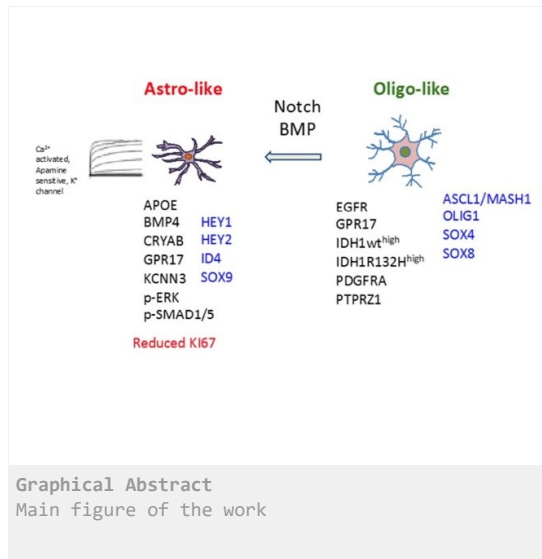 Astro-like
Oligo-like
Notch
BMP
Ca²⁺
activated,
Apamine
sensitive, K⁺
channel
APOE
BMP4 HEY1
CRYAB HEY2
GPR17 ID4
KCNN3 SOX9
p-ERK
p-SMAD1/5
Reduced KI67
EGFR
GPR17
IDH1wtʰⁱᵍʰ
IDH1R132Hʰⁱᵍʰ
PDGFRA
PTPRZ1
ASCL1/MASH1
OLIG1
SOX4
SOX8
Graphical Abstract
Main figure of the work